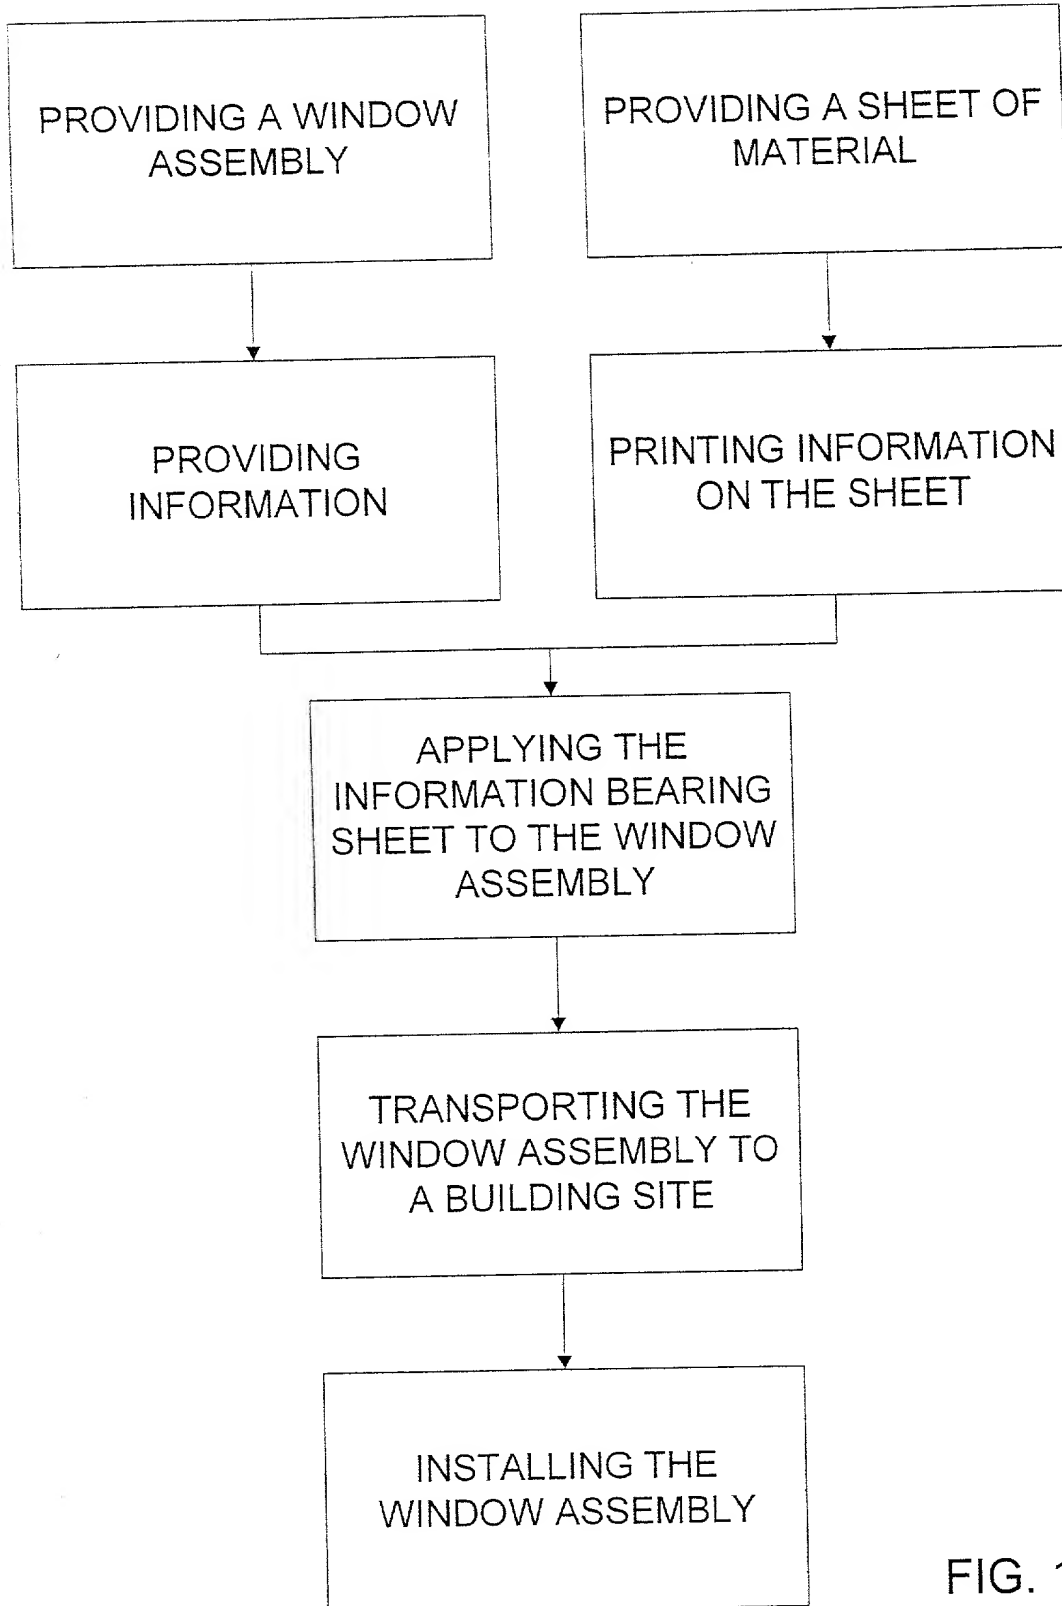 PROVIDING A WINDOW
ASSEMBLY
PROVIDING A SHEET OF
MATERIAL
PROVIDING
INFORMATION
PRINTING INFORMATION
ON THE SHEET
APPLYING THE
INFORMATION BEARING
SHEET TO THE WINDOW
ASSEMBLY
TRANSPORTING THE
WINDOW ASSEMBLY TO
A BUILDING SITE
INSTALLING THE
WINDOW ASSEMBLY
FIG.